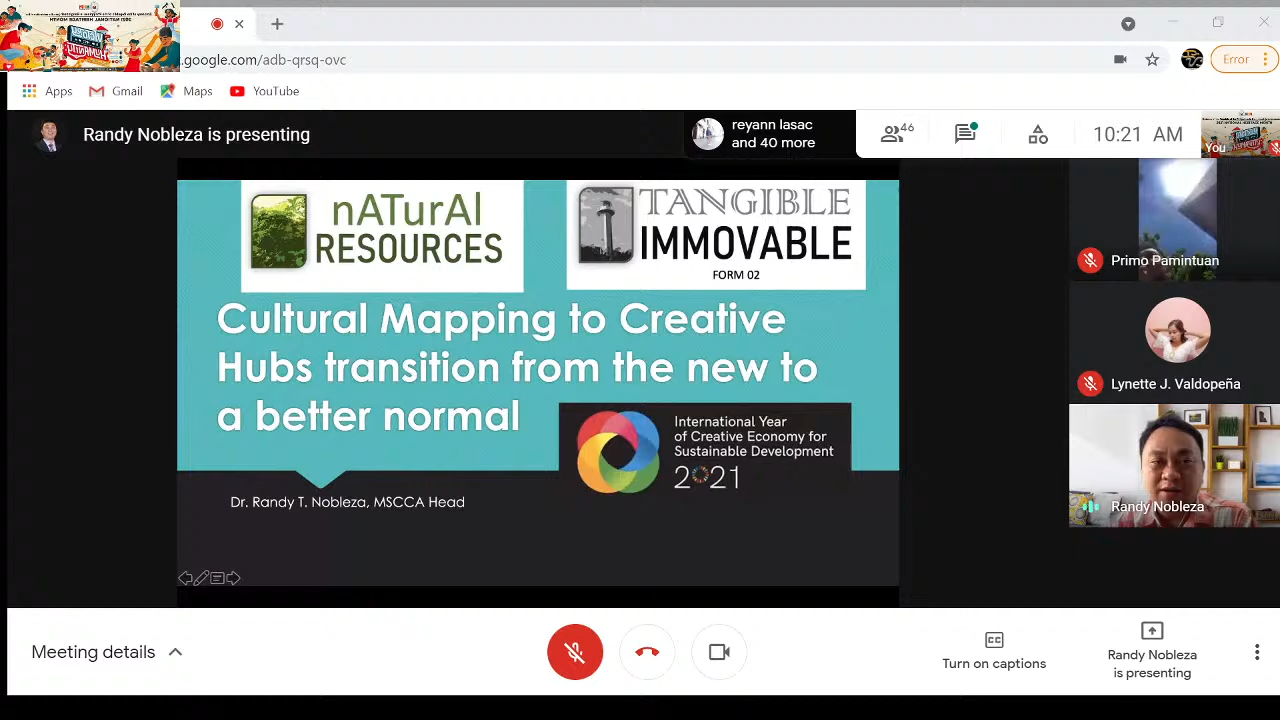 .google.com/adb-qrsq-ovc
Error
Apps
Gmail
Maps
YouTube
Randy Nobleza is presenting
reyann lasac
and 40 more
46
10:21 AM
You
nATurAl
RESOURCES
TANGIBLE
IMMOVABLE
FORM 02
Cultural Mapping to Creative
Hubs transition from the new to
a better normal
International Year
of Creative Economy for
Sustainable Development
2021
Dr. Randy T. Nobleza, MSCCA Head
Primo Pamintuan
Lynette J. Valdopeña
Randy Nobleza
Meeting details
CC
Turn on captions
Randy Nobleza
is presenting